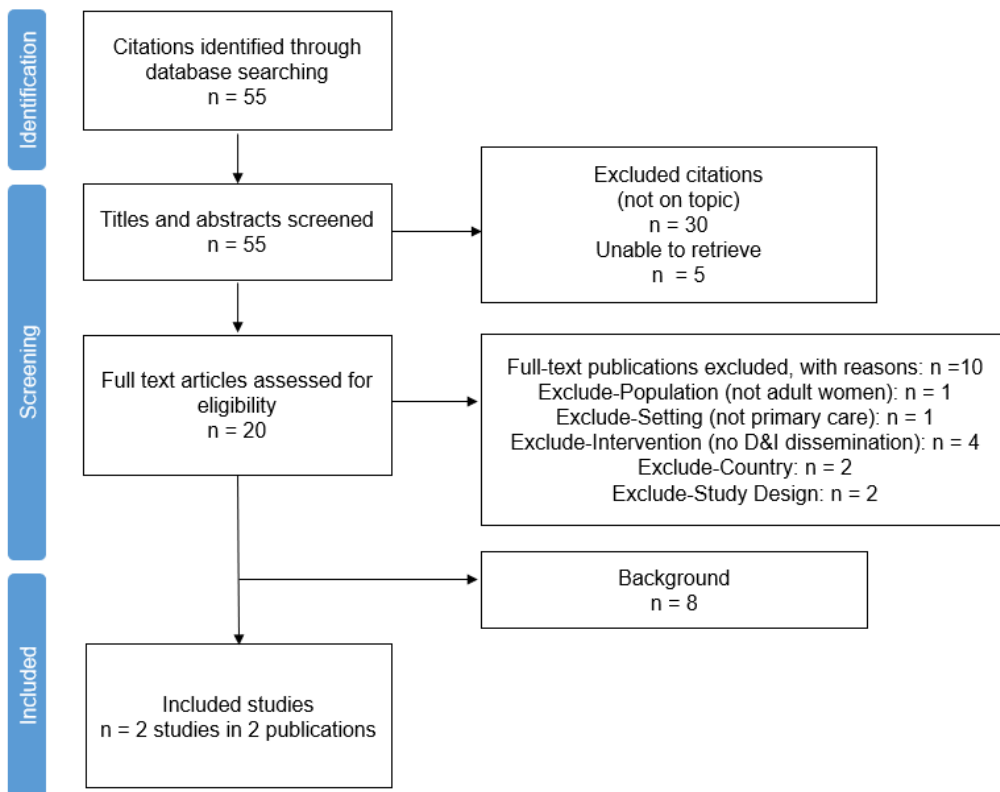 Identification
Citations identified through
database searching
n = 55
Screening
Titles and abstracts screened
n = 55
Excluded citations
(not on topic)
n = 30
Unable to retrieve
n = 5
Full text articles assessed for
eligibility
n = 20
Full-text publications excluded, with reasons: n =10
Exclude-Population (not adult women): n = 1
Exclude-Setting (not primary care): n = 1
Exclude-Intervention (no D&I dissemination): n = 4
Exclude-Country: n = 2
Exclude-Study Design: n = 2
Background
n = 8
Included
Included studies
n = 2 studies in 2 publications